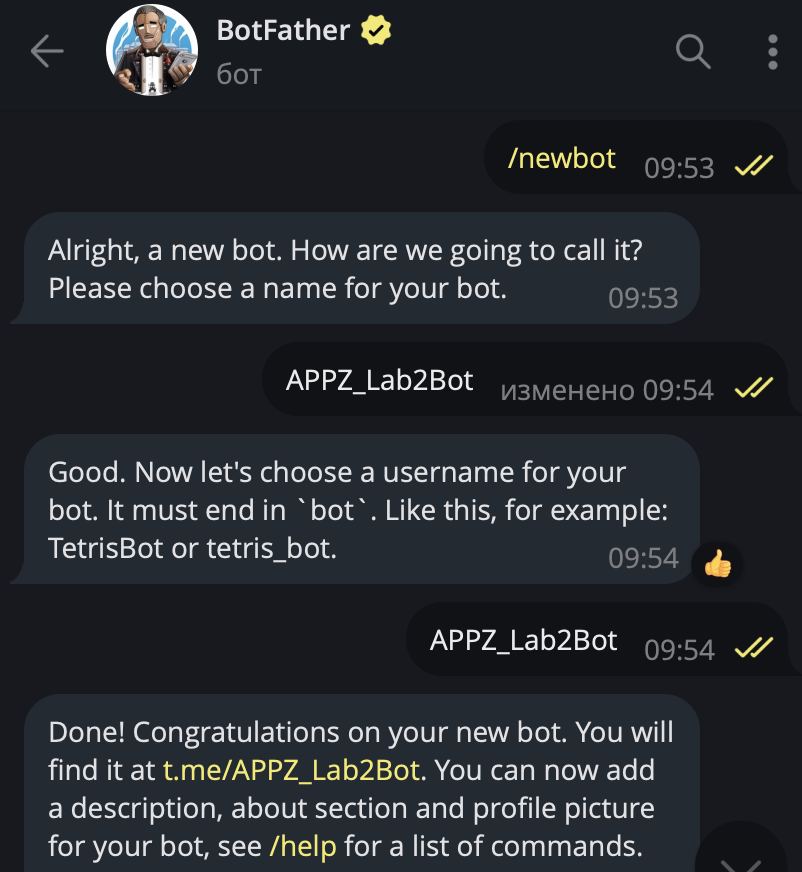 BotFather
бот
/newbot 09:53
Alright, a new bot. How are we going to call it?
Please choose a name for your bot. 09:53
APPZ_Lab2Bot изменено 09:54
Good. Now let's choose a username for your
bot. It must end in `bot`. Like this, for example:
TetrisBot or tetris_bot. 09:54
APPZ_Lab2Bot 09:54
Done! Congratulations on your new bot. You will
find it at t.me/APPZ_Lab2Bot. You can now add
a description, about section and profile picture
for your bot, see /help for a list of commands.